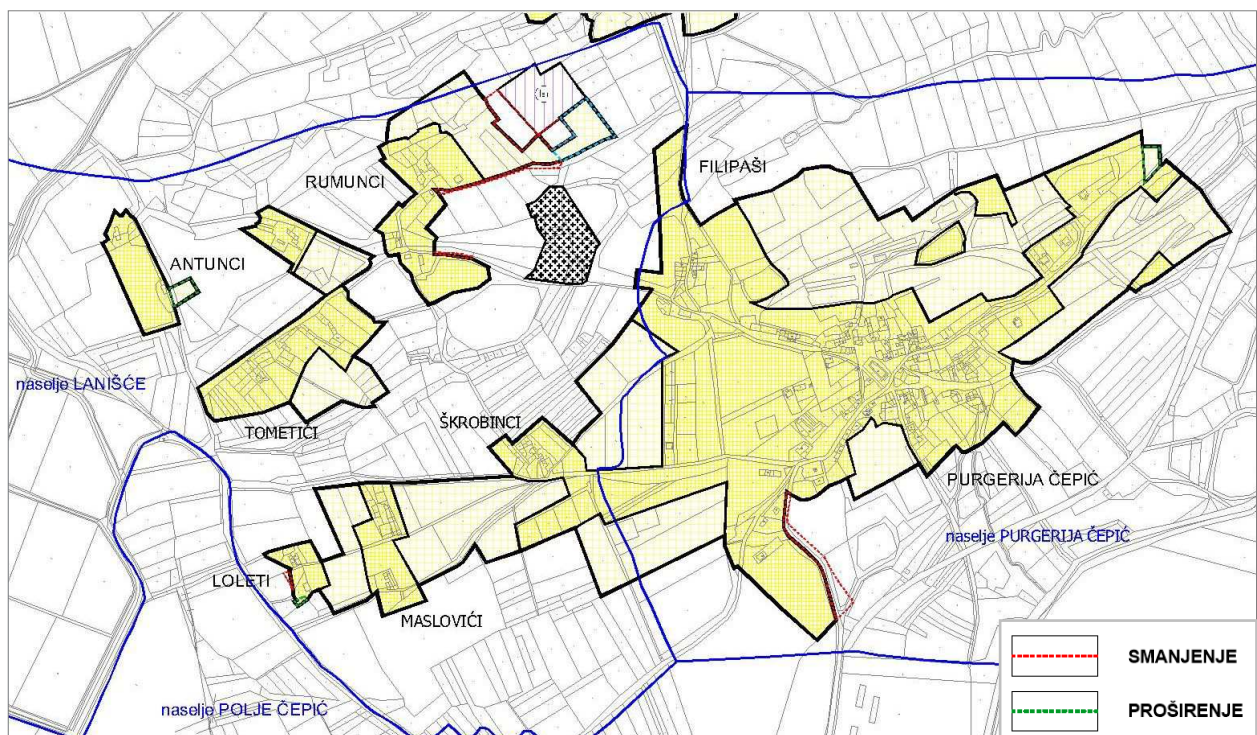 RUMUNCI
FILIPAŠI
ANTUNCI
naselje LANIŠĆE
TOMETIĆI
ŠKROBINCI
PURGERIJA ČEPIĆ
naselje PURGERIJA ČEPIĆ
LOLETI
MASLOVIĆI
naselje POLJE ČEPIĆ
SMANJENJE
PROŠIRENJE